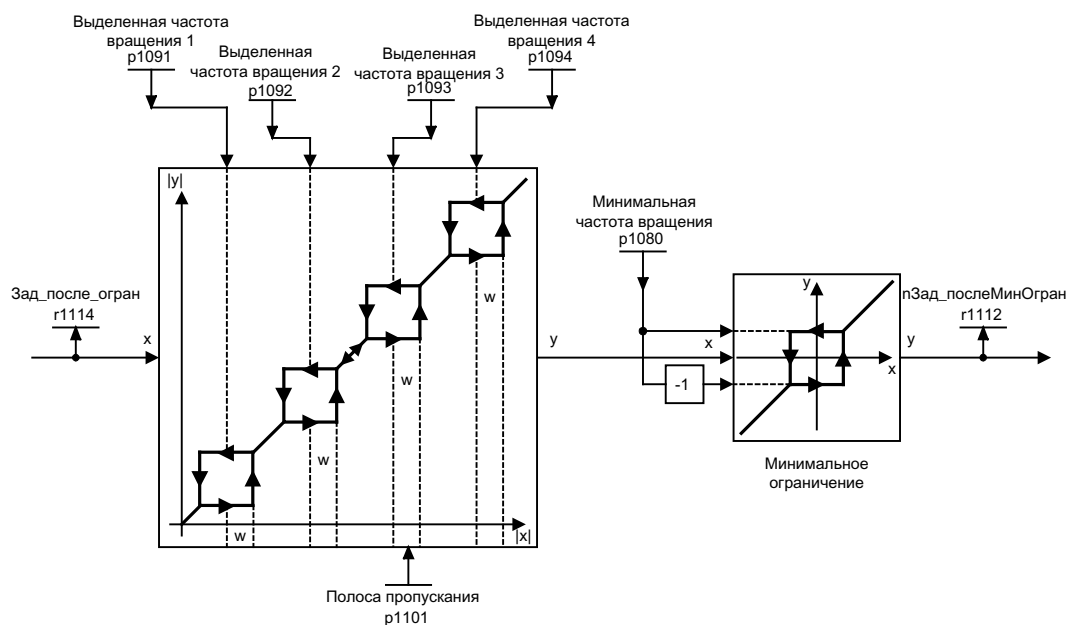 Выделенная частота
вращения 1
p1091
Выделенная
частота вращения 2
p1092
Выделенная
частота вращения 3
p1093
Выделенная частота
вращения 4
p1094
|y|
w
w
w
w
|x|
Зад_после_огран
r1114
x
y
Полоса пропускания
p1101
Минимальная
частота вращения
p1080
x
-1
y
x
Минимальное
ограничение
y
nЗад_послеМинОгран
r1112